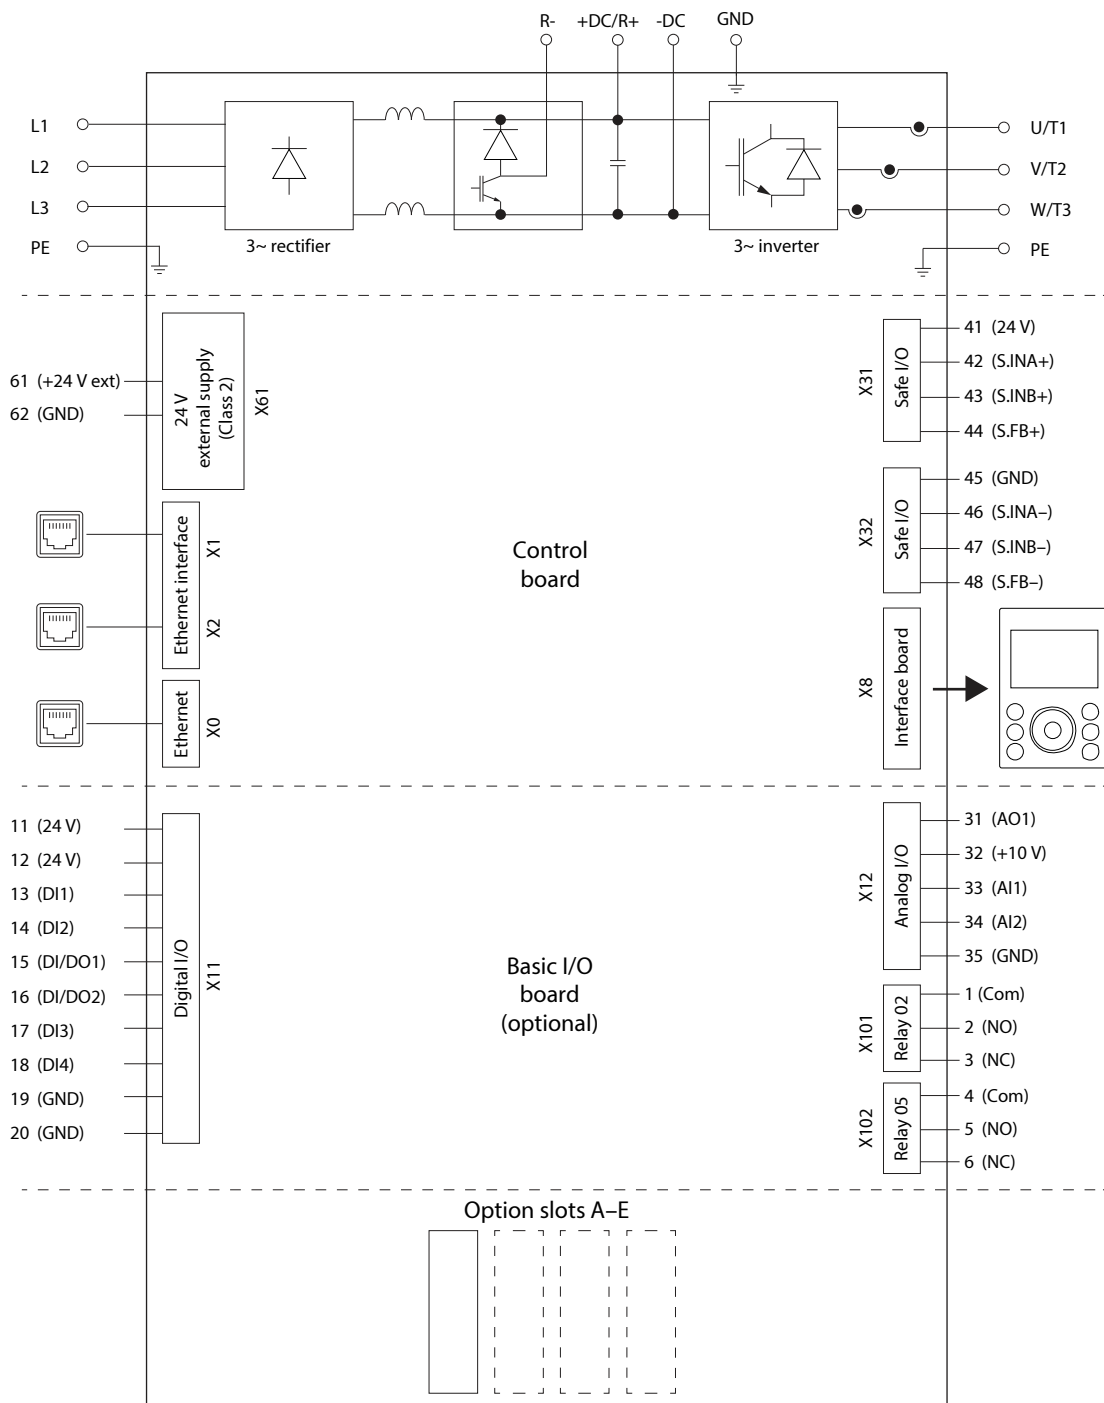 R- +DC/R+ -DC GND
L1
L2
L3
PE
3~ rectifier
3~ inverter
U/T1
V/T2
W/T3
PE
61 (+24 V ext)
62 (GND)
24 V
external supply
(Class 2)
X61
Ethernet interface
X1
X2
Ethernet
X0
Control
board
X31
Safe I/O
41 (24 V)
42 (S.INA+)
43 (S.INB+)
44 (S.FB+)
X32
Safe I/O
45 (GND)
46 (S.INA–)
47 (S.INB–)
48 (S.FB–)
X8
Interface board
11 (24 V)
12 (24 V)
13 (DI1)
14 (DI2)
15 (DI/DO1)
16 (DI/DO2)
17 (DI3)
18 (DI4)
19 (GND)
20 (GND)
Digital I/O
X11
Basic I/O
board
(optional)
X12
Analog I/O
31 (AO1)
32 (+10 V)
33 (AI1)
34 (AI2)
35 (GND)
X101
Relay 02
1 (Com)
2 (NO)
3 (NC)
X102
Relay 05
4 (Com)
5 (NO)
6 (NC)
Option slots A–E